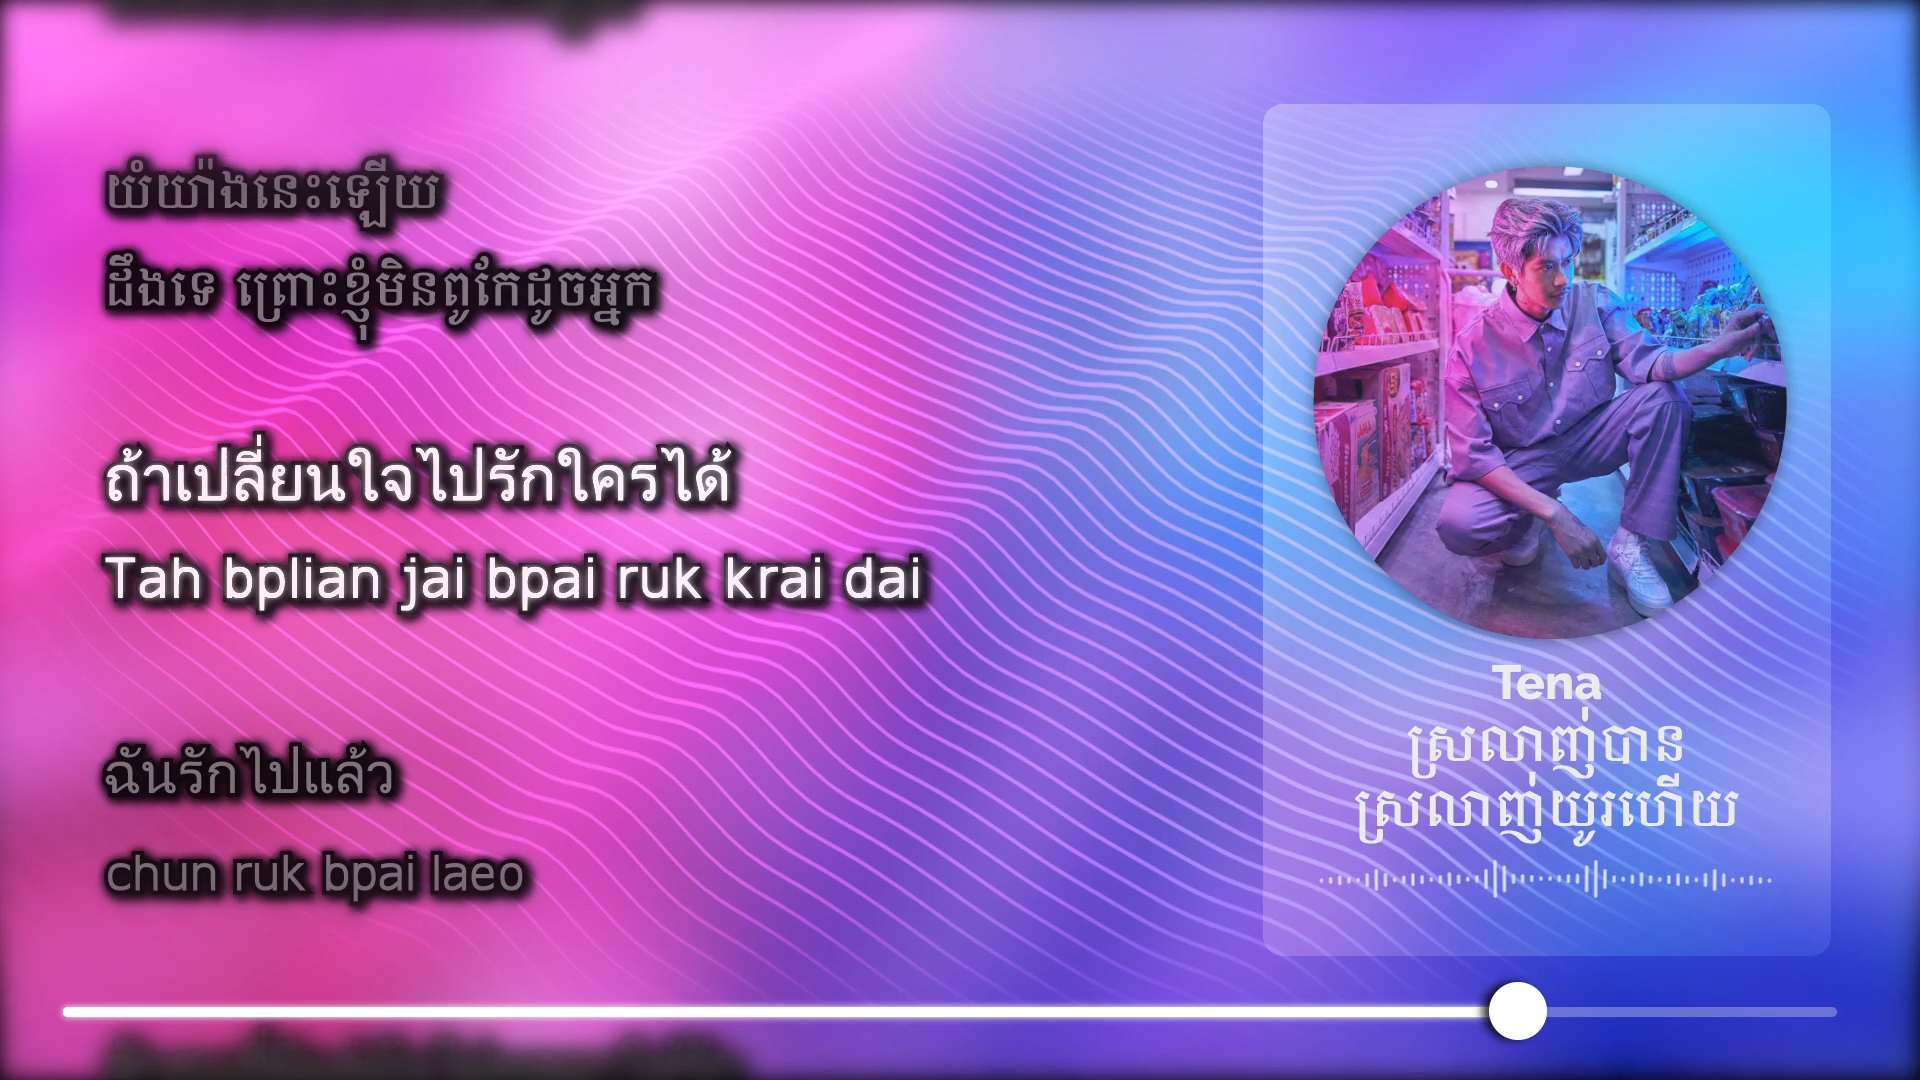 យំយា៉ងនេះឡើយ
ដឹងទេ ព្រោះខ្ញុំមិនពូកែដូចអ្នក
ถ้าเปลี่ยนใจไปรักใครได้
Tah bplian jai bpai ruk krai dai
ฉันรักไปแล้ว
chun ruk bpai laeo
Tena
ស្រលាញ់បាន
ស្រលាញ់យូរហើយ